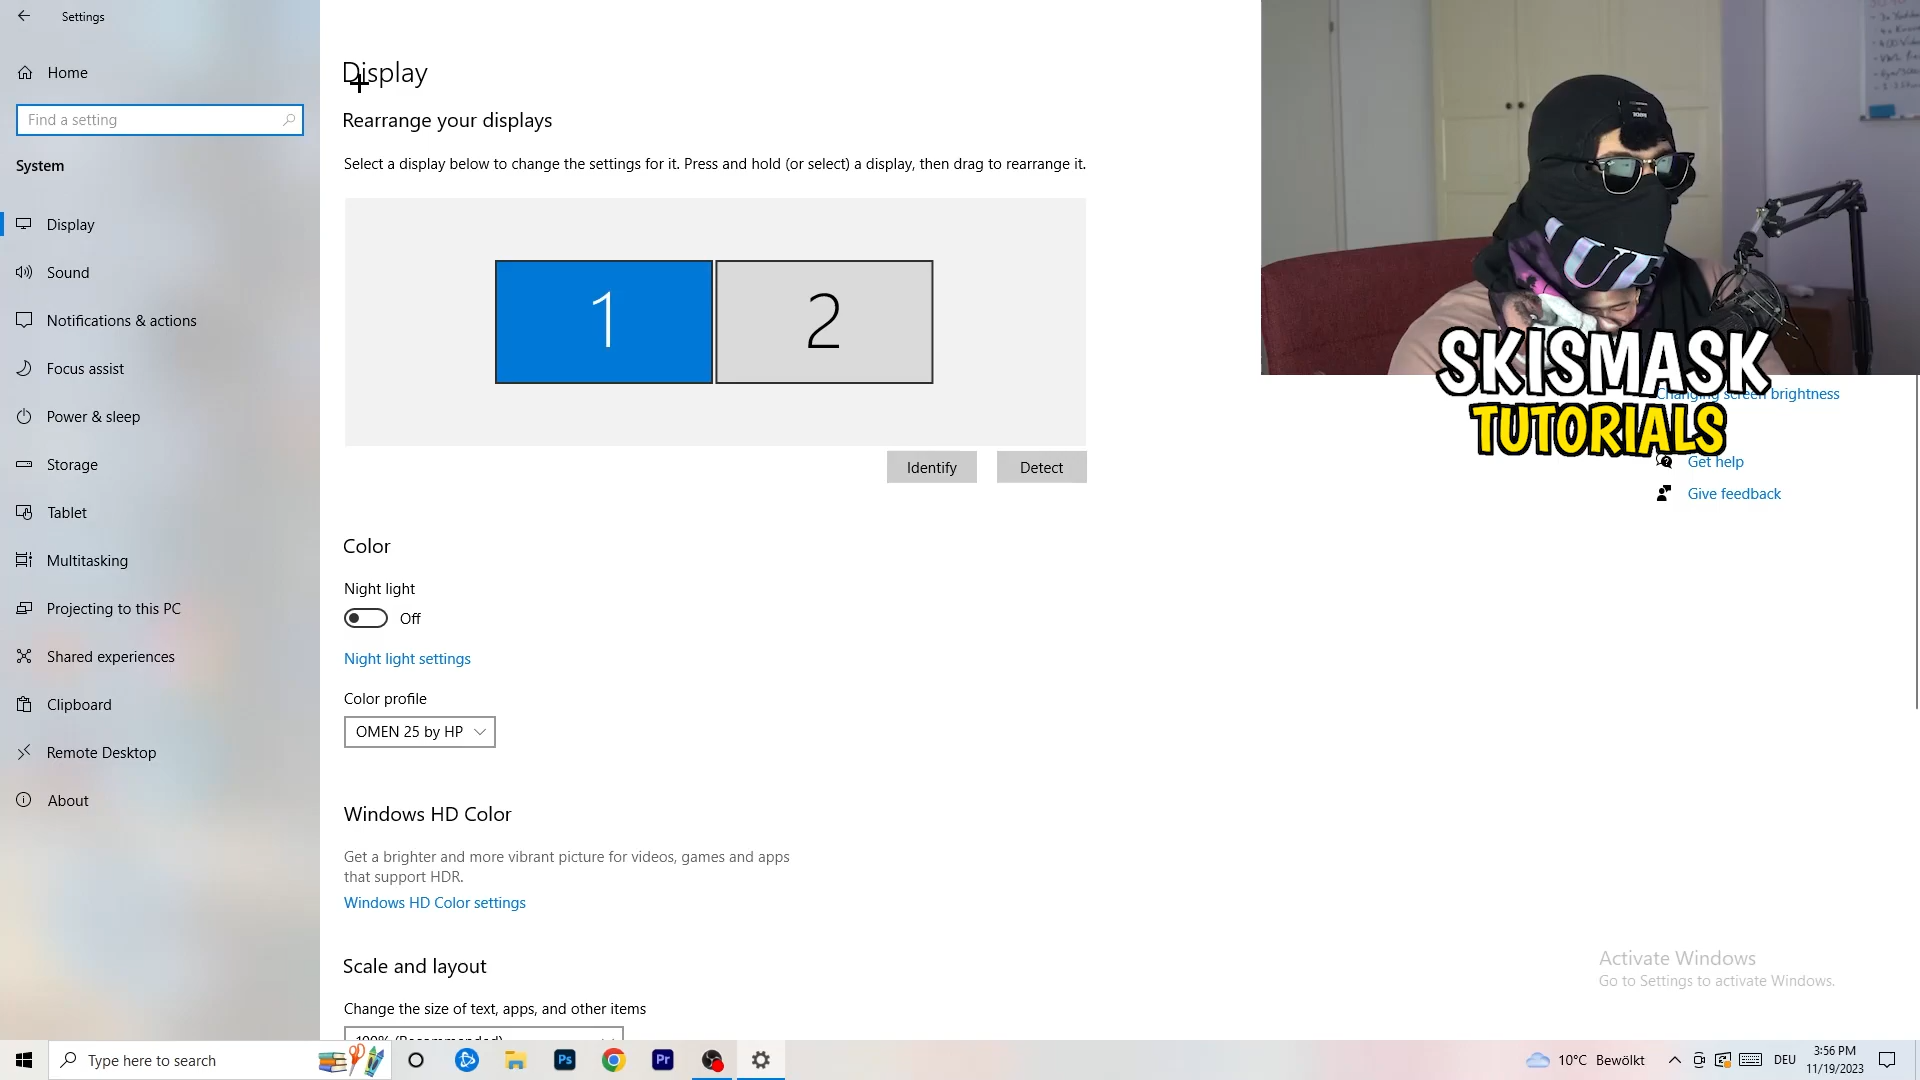 Settings
Home
Find a setting
System
Display
Sound
Notifications & actions
Focus assist
Power & sleep
Storage
Tablet
Multitasking
Projecting to this PC
Shared experiences
Clipboard
Remote Desktop
About
Display
Rearrange your displays
Select a display below to change the settings for it. Press and hold (or select) a display, then drag to rearrange it.
1
2
Identify
Detect
Color
Night light
Off
Night light settings
Color profile
OMEN 25 by HP
Windows HD Color
Get a brighter and more vibrant picture for videos, games and apps
that support HDR.
Windows HD Color settings
Scale and layout
Change the size of text, apps, and other items
100% (Recommended)
SKISMASK
TUTORIALS
Changing screen brightness
Get help
Give feedback
Activate Windows
Go to Settings to activate Windows.
Type here to search
Ps
Pr
10°C Bewölkt
DEU
3:56 PM
11/19/2023